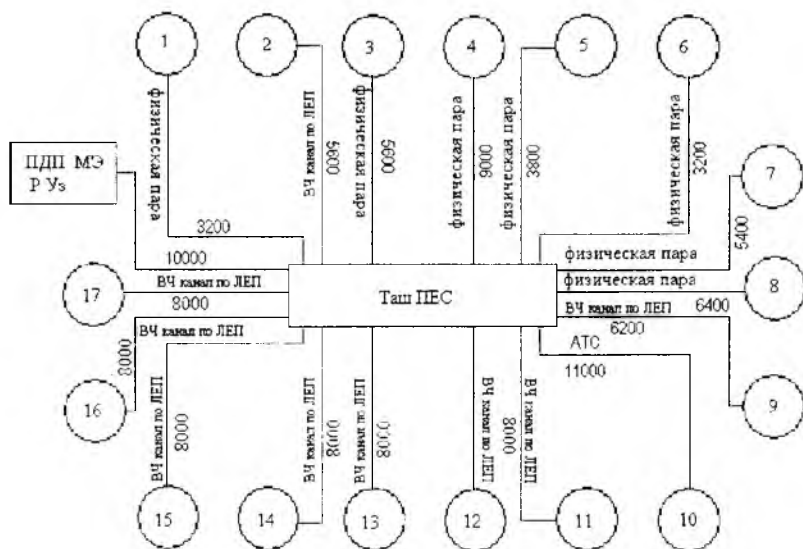 1
2
3
4
5
6
7
8
9
10
11
12
13
14
15
16
17
ПДП МЭ
Р Уз
Таш ПЕС
физическая пара
3200
ВЧ канал по ЛЕП
5600
физическая пара
5600
физическая пара
9000
физическая пара
3800
физическая пара
3200
физическая пара
5400
физическая пара
6400
ВЧ канал по ЛЕП
6200
АТС
11000
ВЧ канал по ЛЕП
8000
ВЧ канал по ЛЕП
ВЧ канал по ЛЕП
8000
ВЧ канал по ЛЕП
8000
ВЧ канал по ЛЕП
8000
ВЧ канал по ЛЕП
8000
ВЧ канал по ЛЕП
8000
10000